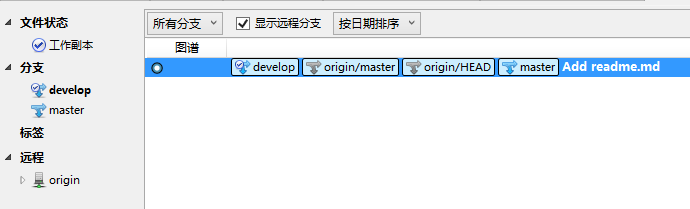 文件状态
工作副本
分支
develop
master
标签
远程
origin
所有分支 显示远程分支 按日期排序
图谱
develop origin/master origin/HEAD master Add readme.md